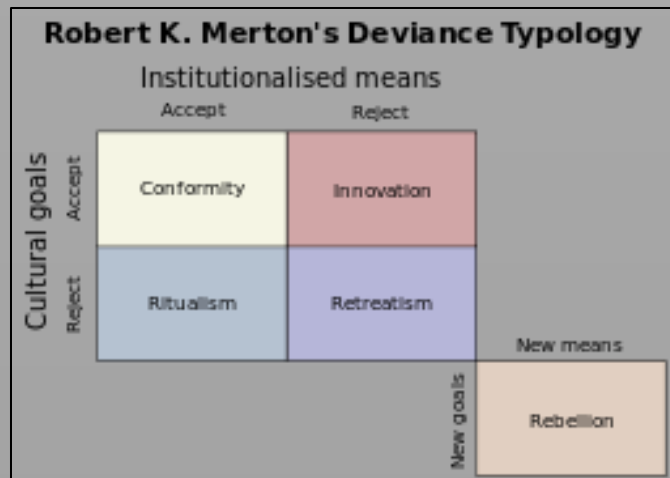 Robert K. Merton's Deviance Typology
Institutionalised means
Accept Reject
Cultural goals
Accept
Conformity Innovation
Reject
Ritualism Retreatism
New means
New goals
Rebellion